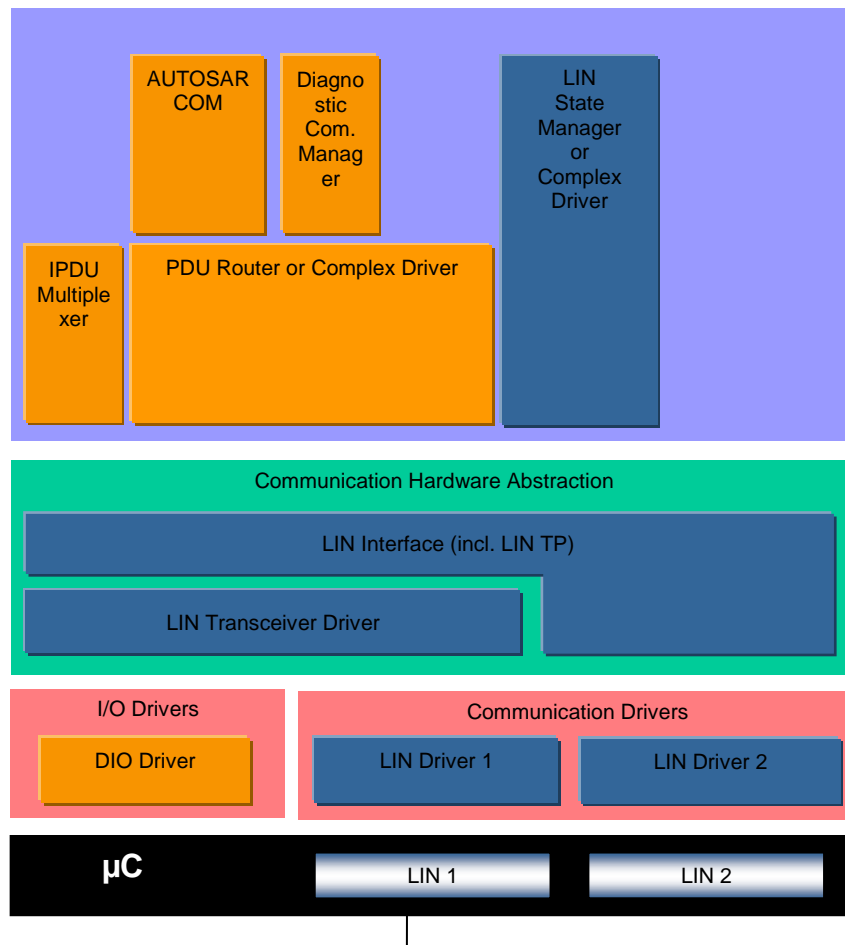 AUTOSAR
COM
Diagno
stic
Com.
Manag
er
LIN
State
Manager
or
Complex
Driver
IPDU
Multiple
xer
PDU Router or Complex Driver
Communication Hardware Abstraction
LIN Interface (incl. LIN TP)
LIN Transceiver Driver
I/O Drivers
Communication Drivers
DIO Driver
LIN Driver 1
LIN Driver 2
µC
LIN 1
LIN 2